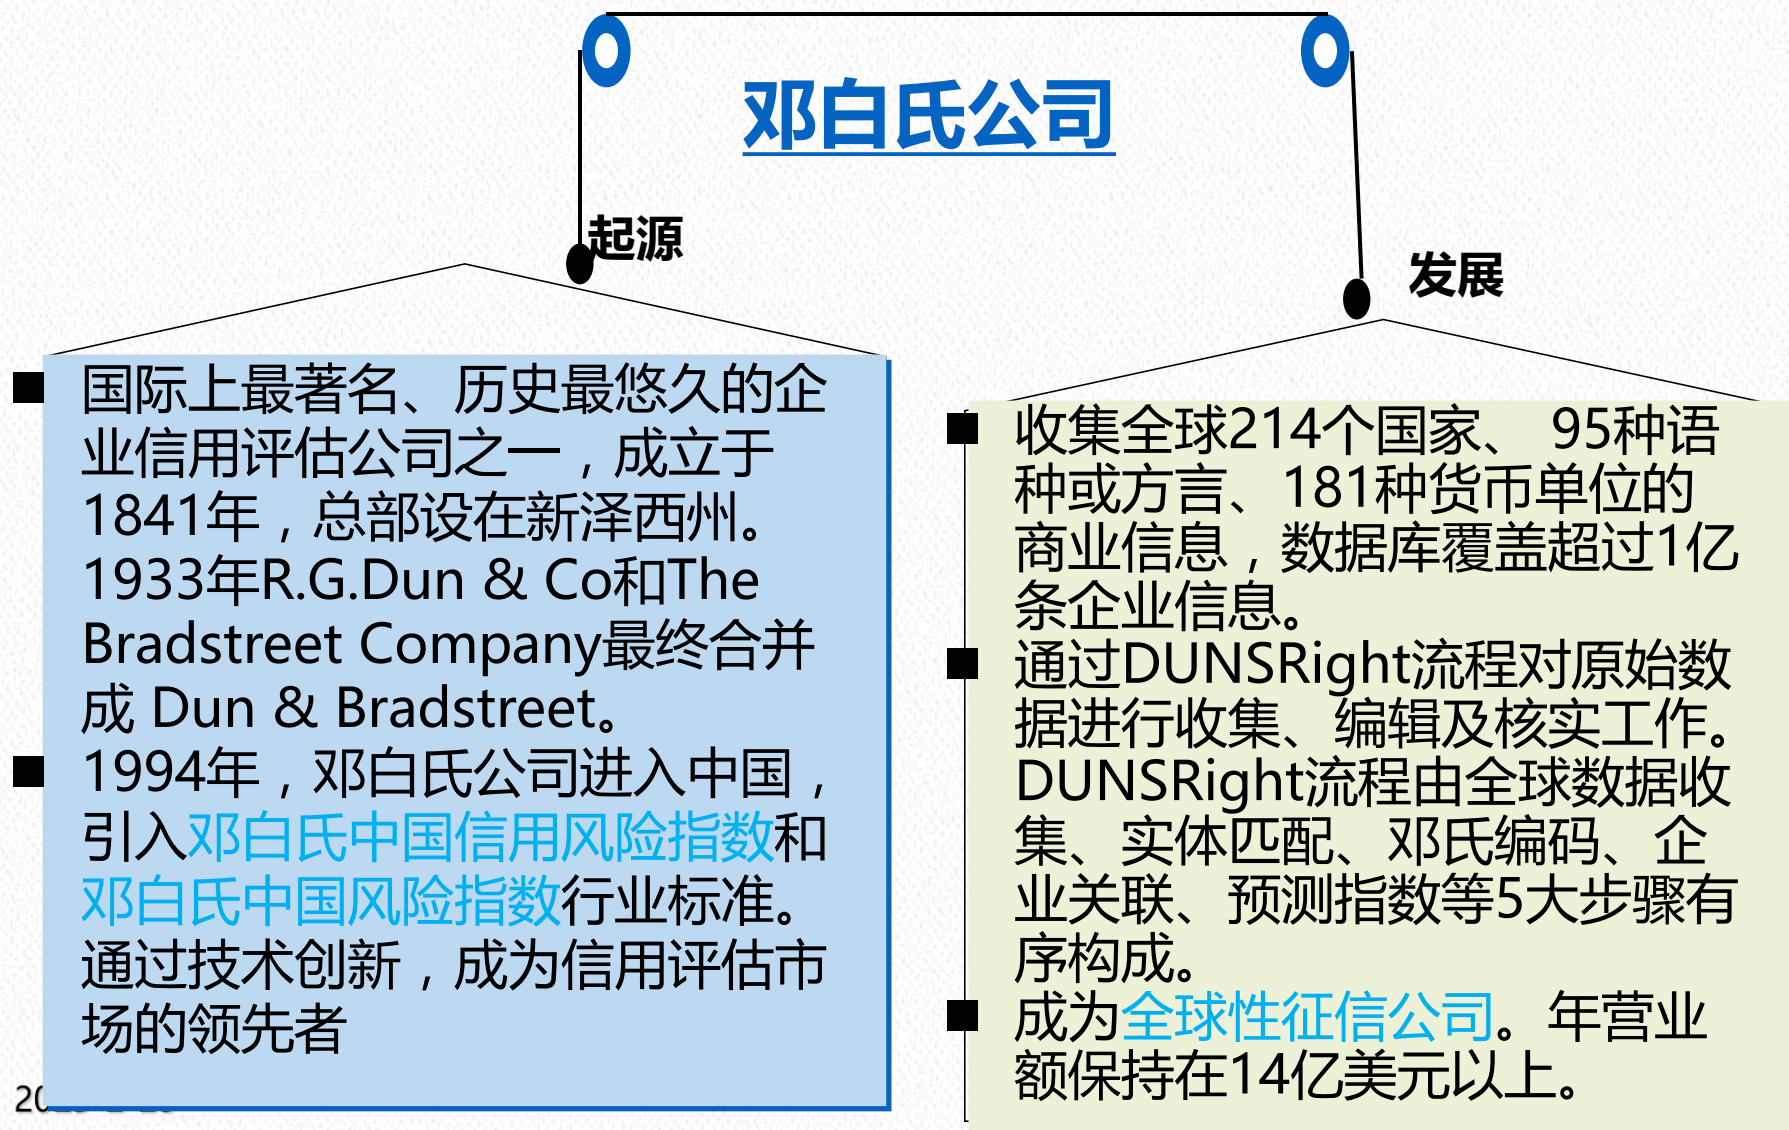 邓白氏公司
起源
国际上最著名、历史最悠久的企
业信用评估公司之一，成立于
1841年，总部设在新泽西州。
1933年R.G.Dun & Co和The
Bradstreet Company最终合并
成 Dun & Bradstreet。
1994年，邓白氏公司进入中国，
引入邓白氏中国信用风险指数和
邓白氏中国风险指数行业标准。
通过技术创新，成为信用评估市
场的领先者
发展
收集全球214个国家、 95种语
种或方言、181种货币单位的
商业信息，数据库覆盖超过1亿
条企业信息。
通过DUNSRight流程对原始数
据进行收集、编辑及核实工作。
DUNSRight流程由全球数据收
集、实体匹配、邓氏编码、企
业关联、预测指数等5大步骤有
序构成。
成为全球性征信公司。年营业
额保持在14亿美元以上。